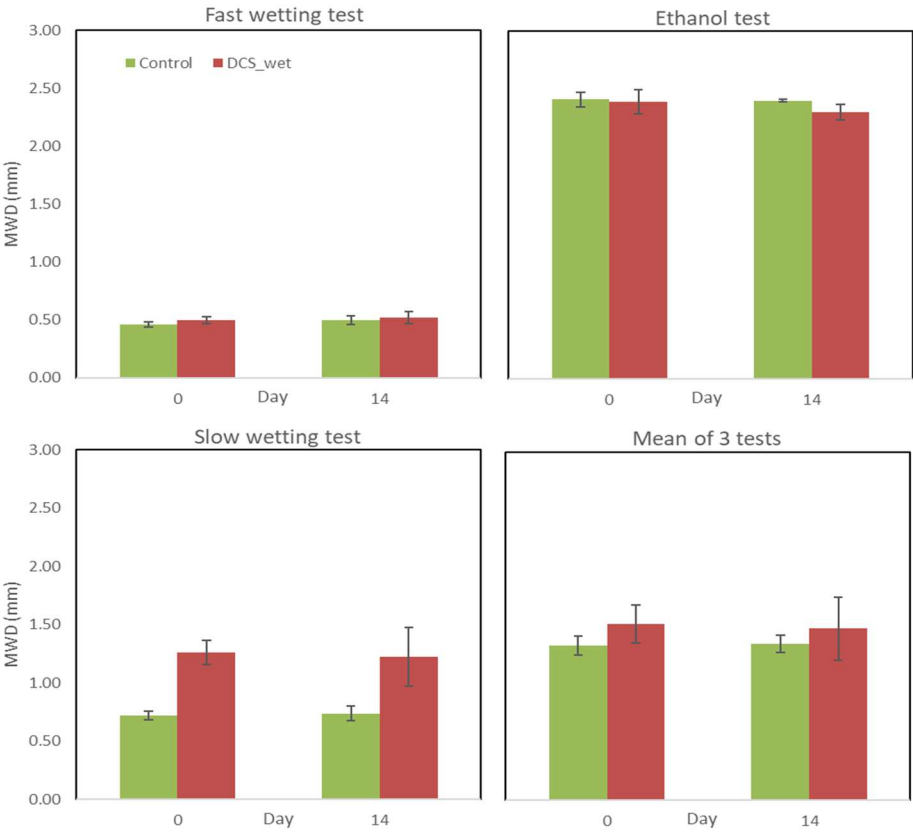 Fast wetting test
3.00
2.50
2.00
1.50
1.00
0.50
0.00
MWD (mm)
Control DCS_wet
0 Day 14
Ethanol test
0 Day 14
Slow wetting test
3.00
2.50
2.00
1.50
1.00
0.50
0.00
MWD (mm)
0 Day 14
Mean of 3 tests
0 Day 14